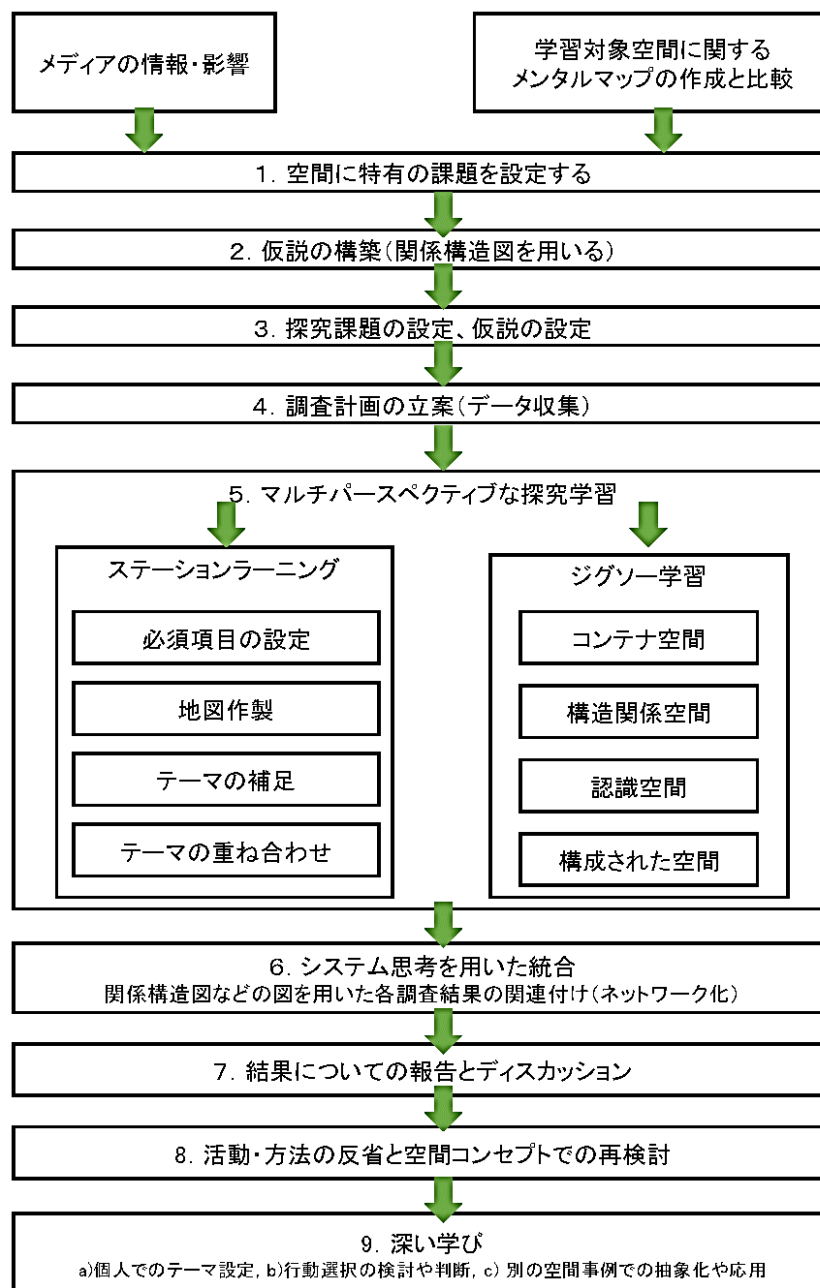 メディアの情報・影響
学習対象空間に関する
メンタルマップの作成と比較
1．空間に特有の課題を設定する
2．仮説の構築（関係構造図を用いる）
3．探究課題の設定、仮説の設定
4．調査計画の立案（データ収集）
5．マルチパースペクティブな探究学習
ステーションラーニング
必須項目の設定
地図作製
テーマの補足
テーマの重ね合わせ
ジグソー学習
コンテナ空間
構造関係空間
認識空間
構成された空間
6．システム思考を用いた統合
関係構造図などの図を用いた各調査結果の関連付け（ネットワーク化）
7．結果についての報告とディスカッション
8．活動・方法の反省と空間コンセプトでの再検討
9．深い学び
a)個人でのテーマ設定, b)行動選択の検討や判断, c) 別の空間事例での抽象化や応用